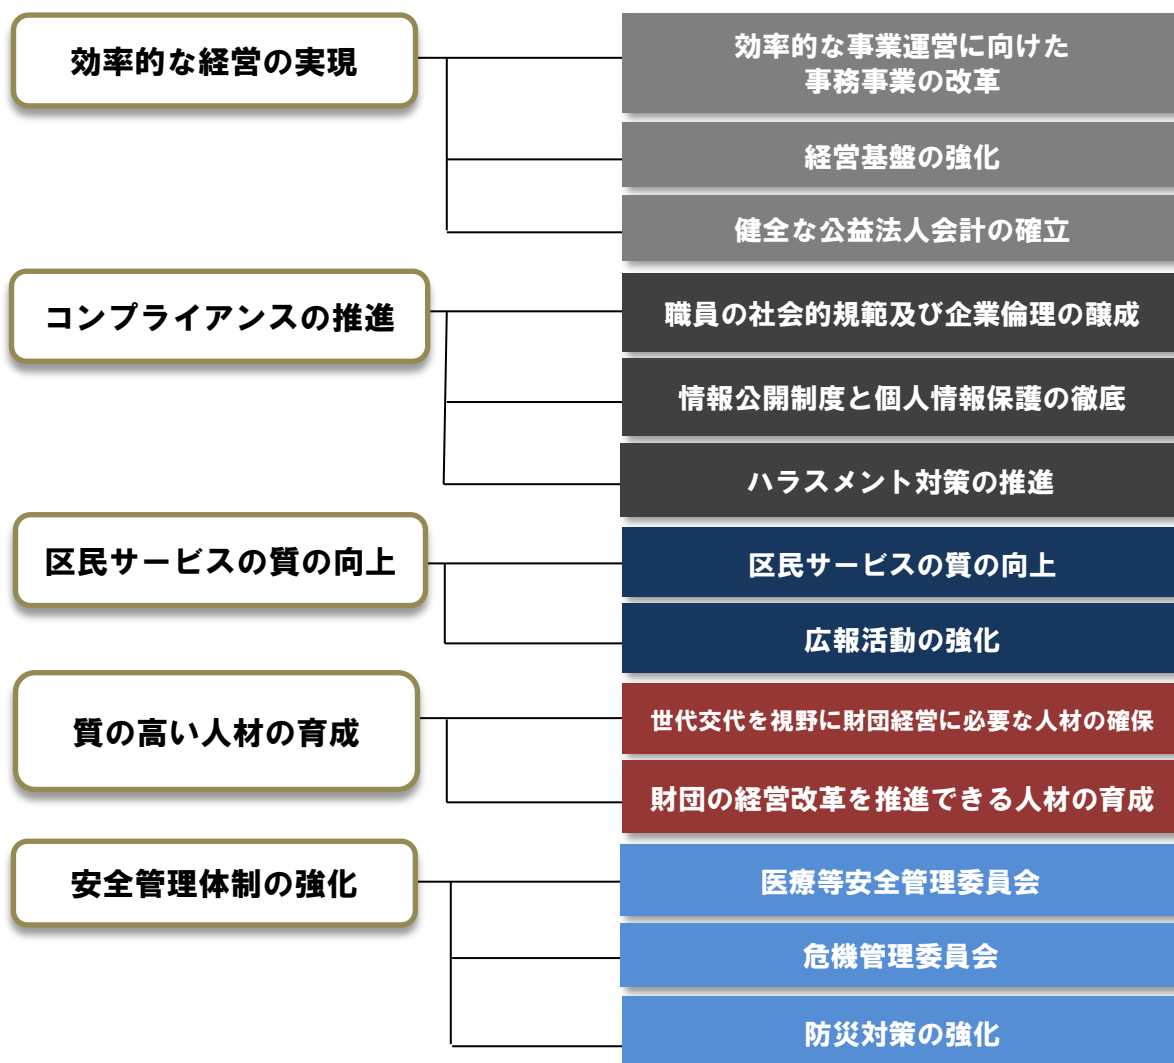 効率的な経営の実現
効率的な事業運営に向けた
事務事業の改革
経営基盤の強化
健全な公益法人会計の確立
コンプライアンスの推進
職員の社会的規範及び企業倫理の醸成
情報公開制度と個人情報保護の徹底
ハラスメント対策の推進
区民サービスの質の向上
区民サービスの質の向上
広報活動の強化
質の高い人材の育成
世代交代を視野に財団経営に必要な人材の確保
財団の経営改革を推進できる人材の育成
安全管理体制の強化
医療等安全管理委員会
危機管理委員会
防災対策の強化